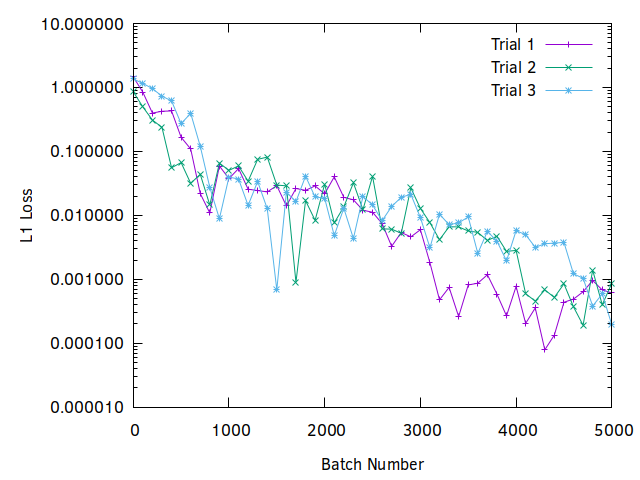 10.000000
1.000000
0.100000
0.010000
0.001000
0.000100
0.000010
L1 Loss
Trial 1
Trial 2
Trial 3
0 1000 2000 3000 4000 5000
Batch Number